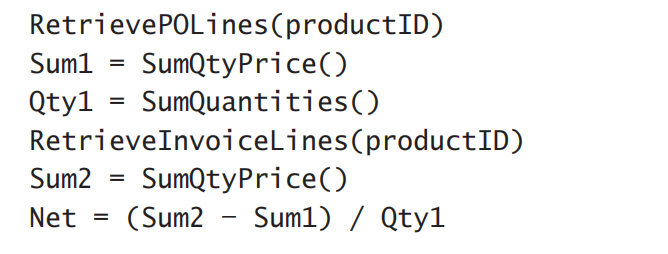 RetrievePOLines(productID)
Sum1 = SumQtyPrice()
Qty1 = SumQuantities()
RetrieveInvoiceLines(productID)
Sum2 = SumQtyPrice()
Net = (Sum2 − Sum1) / Qty1